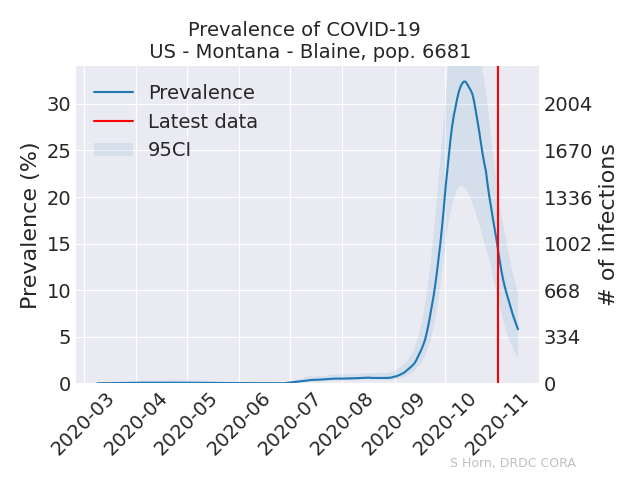 Prevalence of COVID-19
US - Montana - Blaine, pop. 6681
Prevalence
Latest data
95CI
Prevalence (%)
30
25
20
15
10
5
0
2004
1670
1336
1002
668
334
0
# of infections
2020-03
2020-04
2020-05
2020-06
2020-07
2020-08
2020-09
2020-10
2020-11
S Horn, DRDC CORA